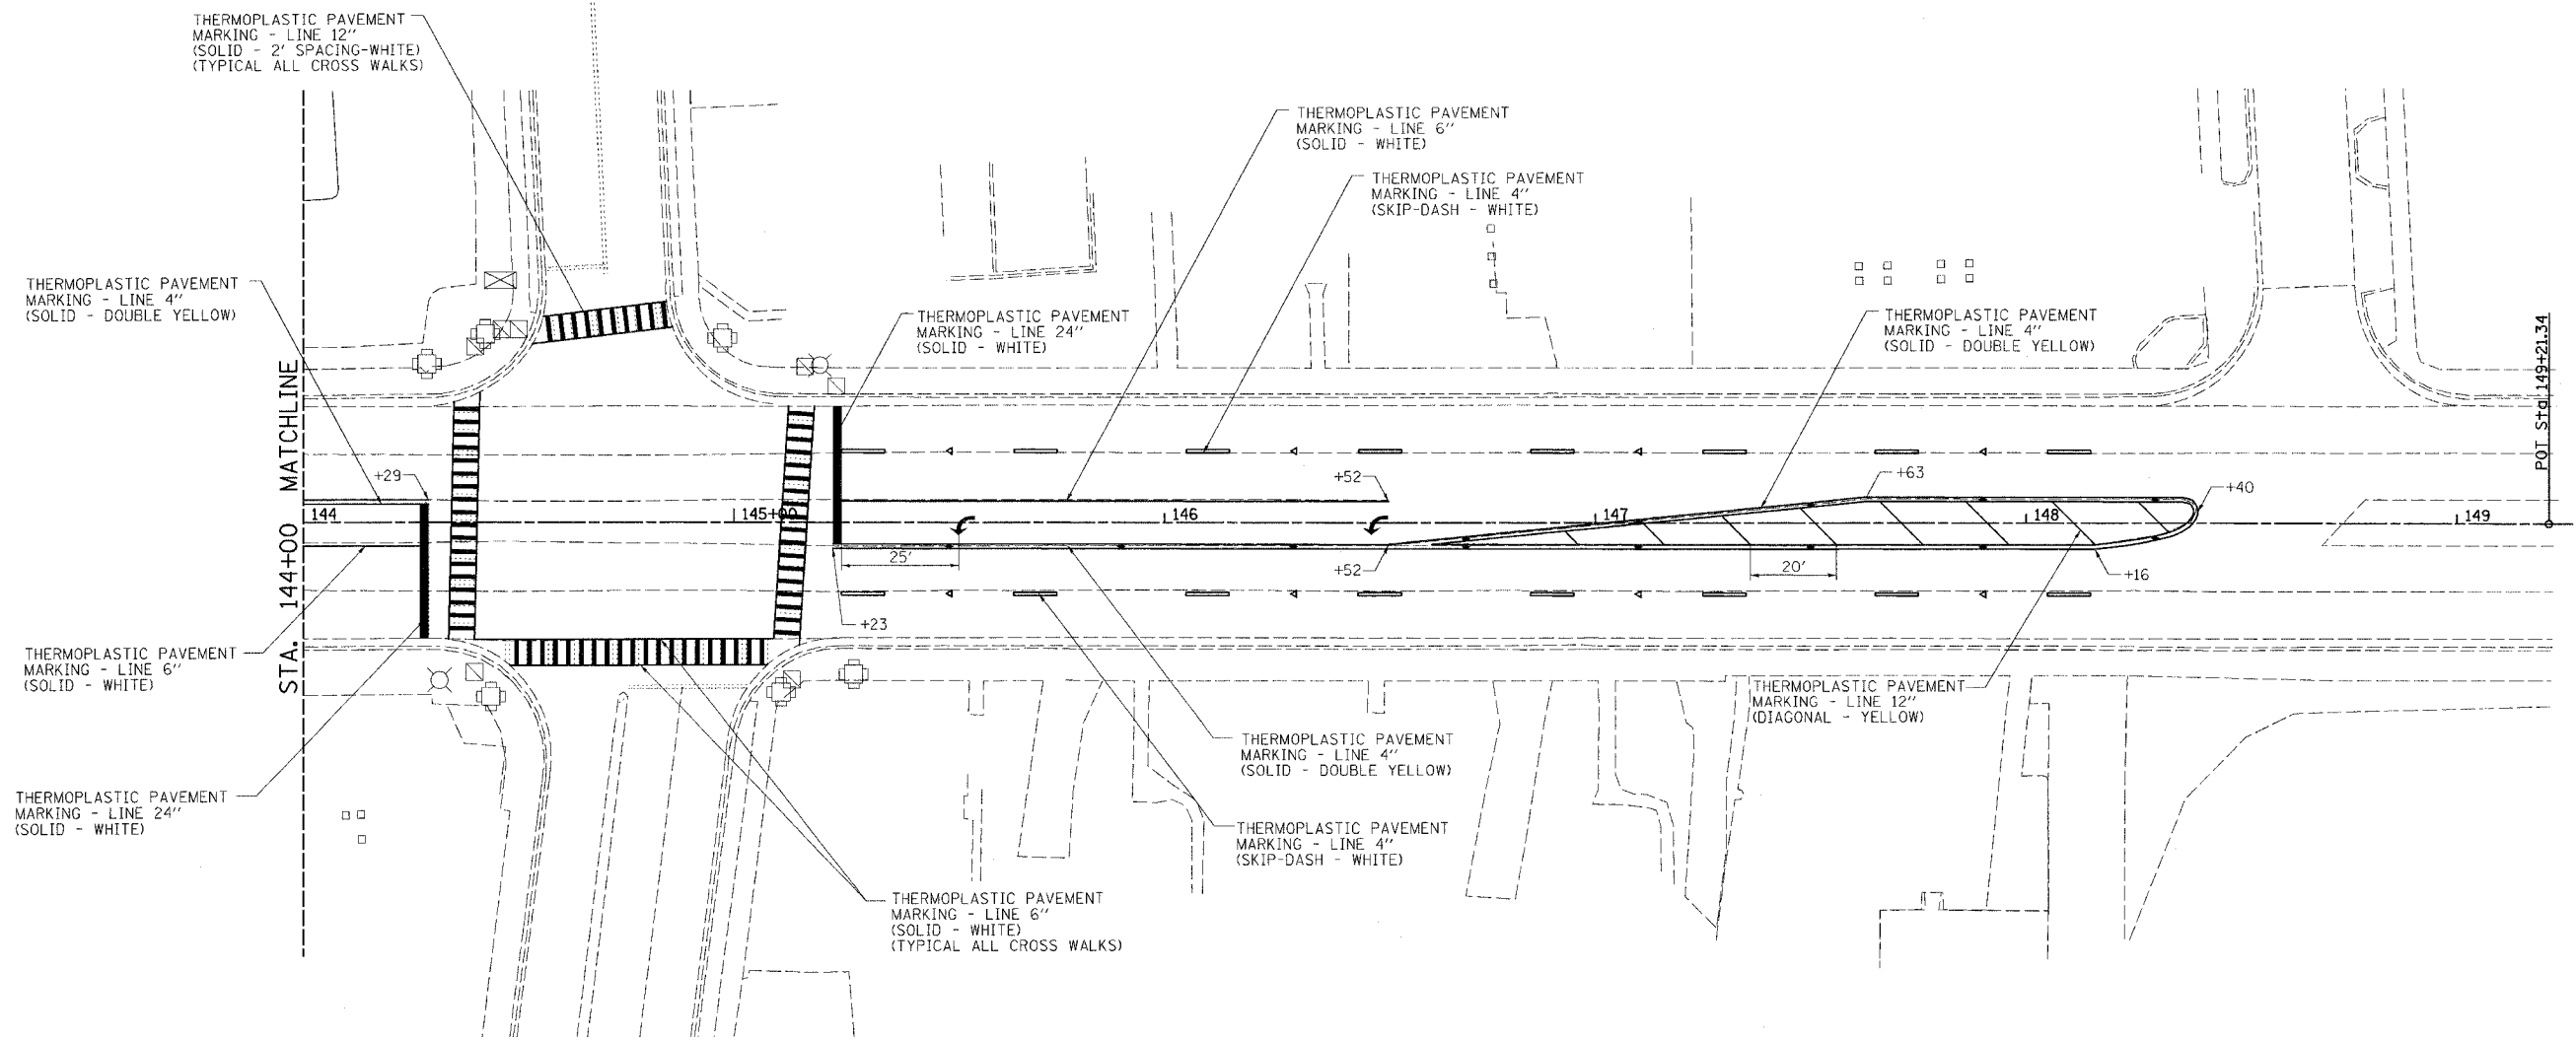 THERMOPLASTIC PAVEMENT
MARKING - LINE 12"
(SOLID - 2' SPACING-WHITE)
(TYPICAL ALL CROSS WALKS)
THERMOPLASTIC PAVEMENT
MARKING - LINE 6"
(SOLID - WHITE)
THERMOPLASTIC PAVEMENT
MARKING - LINE 4"
(SKIP-DASH - WHITE)
THERMOPLASTIC PAVEMENT
MARKING - LINE 4"
(SOLID - DOUBLE YELLOW)
THERMOPLASTIC PAVEMENT
MARKING - LINE 24"
(SOLID - WHITE)
THERMOPLASTIC PAVEMENT
MARKING - LINE 4"
(SOLID - DOUBLE YELLOW)
STA. 144+00 MATCHLINE
POT Sta 149+21.34
+29
+52
+63
+40
144
145+00
146
147
148
149
25'
+52
20'
+16
+23
THERMOPLASTIC PAVEMENT
MARKING - LINE 6"
(SOLID - WHITE)
THERMOPLASTIC PAVEMENT
MARKING - LINE 12"
(DIAGONAL - YELLOW)
THERMOPLASTIC PAVEMENT
MARKING - LINE 4"
(SOLID - DOUBLE YELLOW)
THERMOPLASTIC PAVEMENT
MARKING - LINE 24"
(SOLID - WHITE)
THERMOPLASTIC PAVEMENT
MARKING - LINE 4"
(SKIP-DASH - WHITE)
THERMOPLASTIC PAVEMENT
MARKING - LINE 6"
(SOLID - WHITE)
(TYPICAL ALL CROSS WALKS)